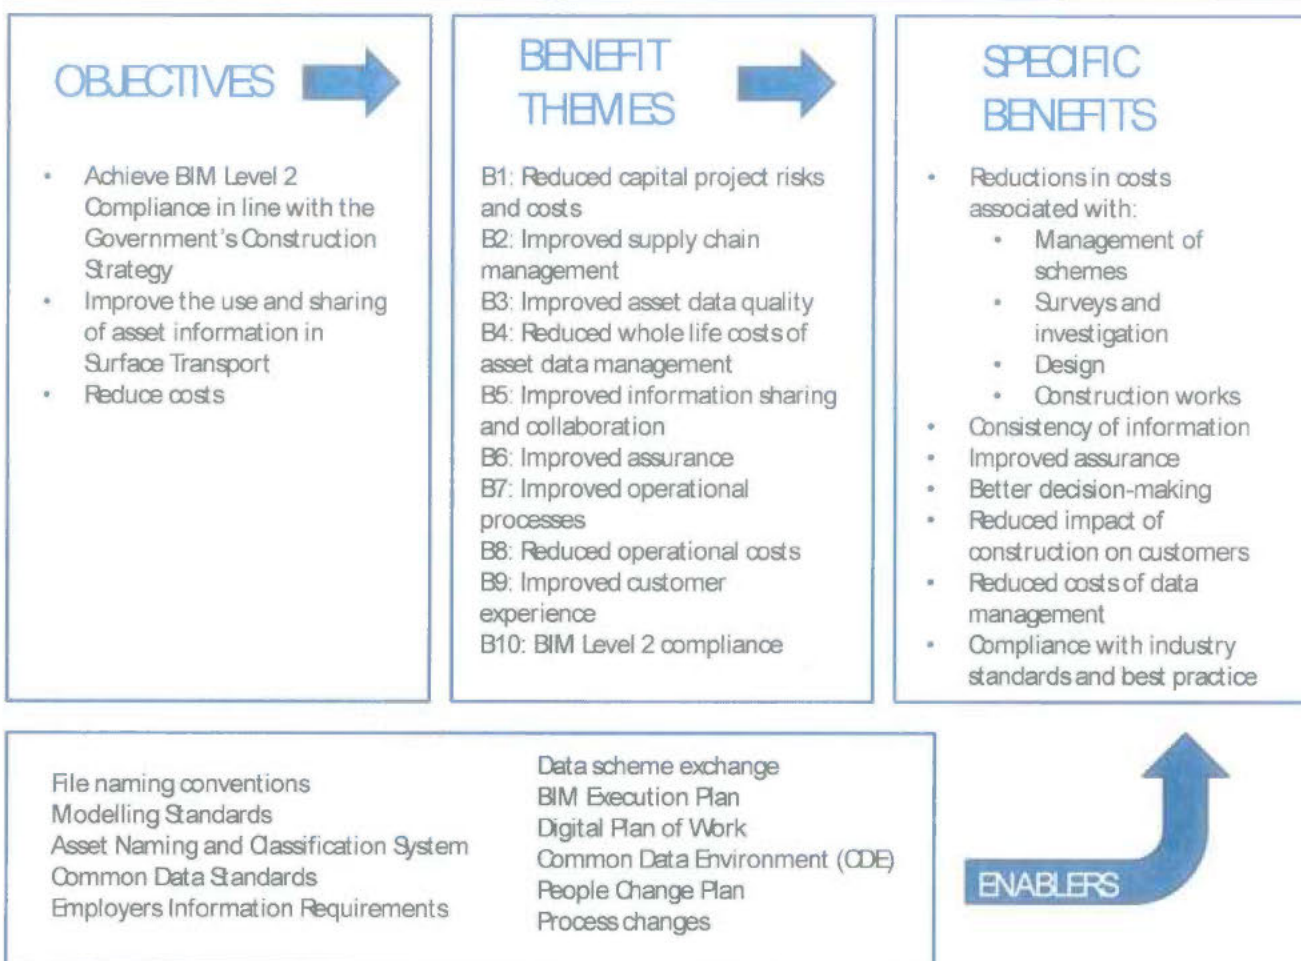 OBJECTIVES
• Achieve BIM Level 2
Compliance in line with the
Government's Construction
Strategy
• Improve the use and sharing
of asset information in
Surface Transport
• Reduce costs
BENEFIT
THEMES
B1: Reduced capital project risks
and costs
B2: Improved supply chain
management
B3: Improved asset data quality
B4: Reduced whole life costs of
asset data management
B5: Improved information sharing
and collaboration
B6: Improved assurance
B7: Improved operational
processes
B8: Reduced operational costs
B9: Improved customer
experience
B10: BIM Level 2 compliance
SPECIFIC
BENEFITS
• Reductions in costs
associated with:
• Management of
schemes
• Surveys and
investigation
• Design
• Construction works
• Consistency of information
• Improved assurance
• Better decision-making
• Reduced impact of
construction on customers
• Reduced costs of data
management
• Compliance with industry
standards and best practice
File naming conventions
Modelling Standards
Asset Naming and Classification System
Common Data Standards
Employers Information Requirements
Data scheme exchange
BIM Execution Plan
Digital Plan of Work
Common Data Environment (CDE)
People Change Plan
Process changes
ENABLERS